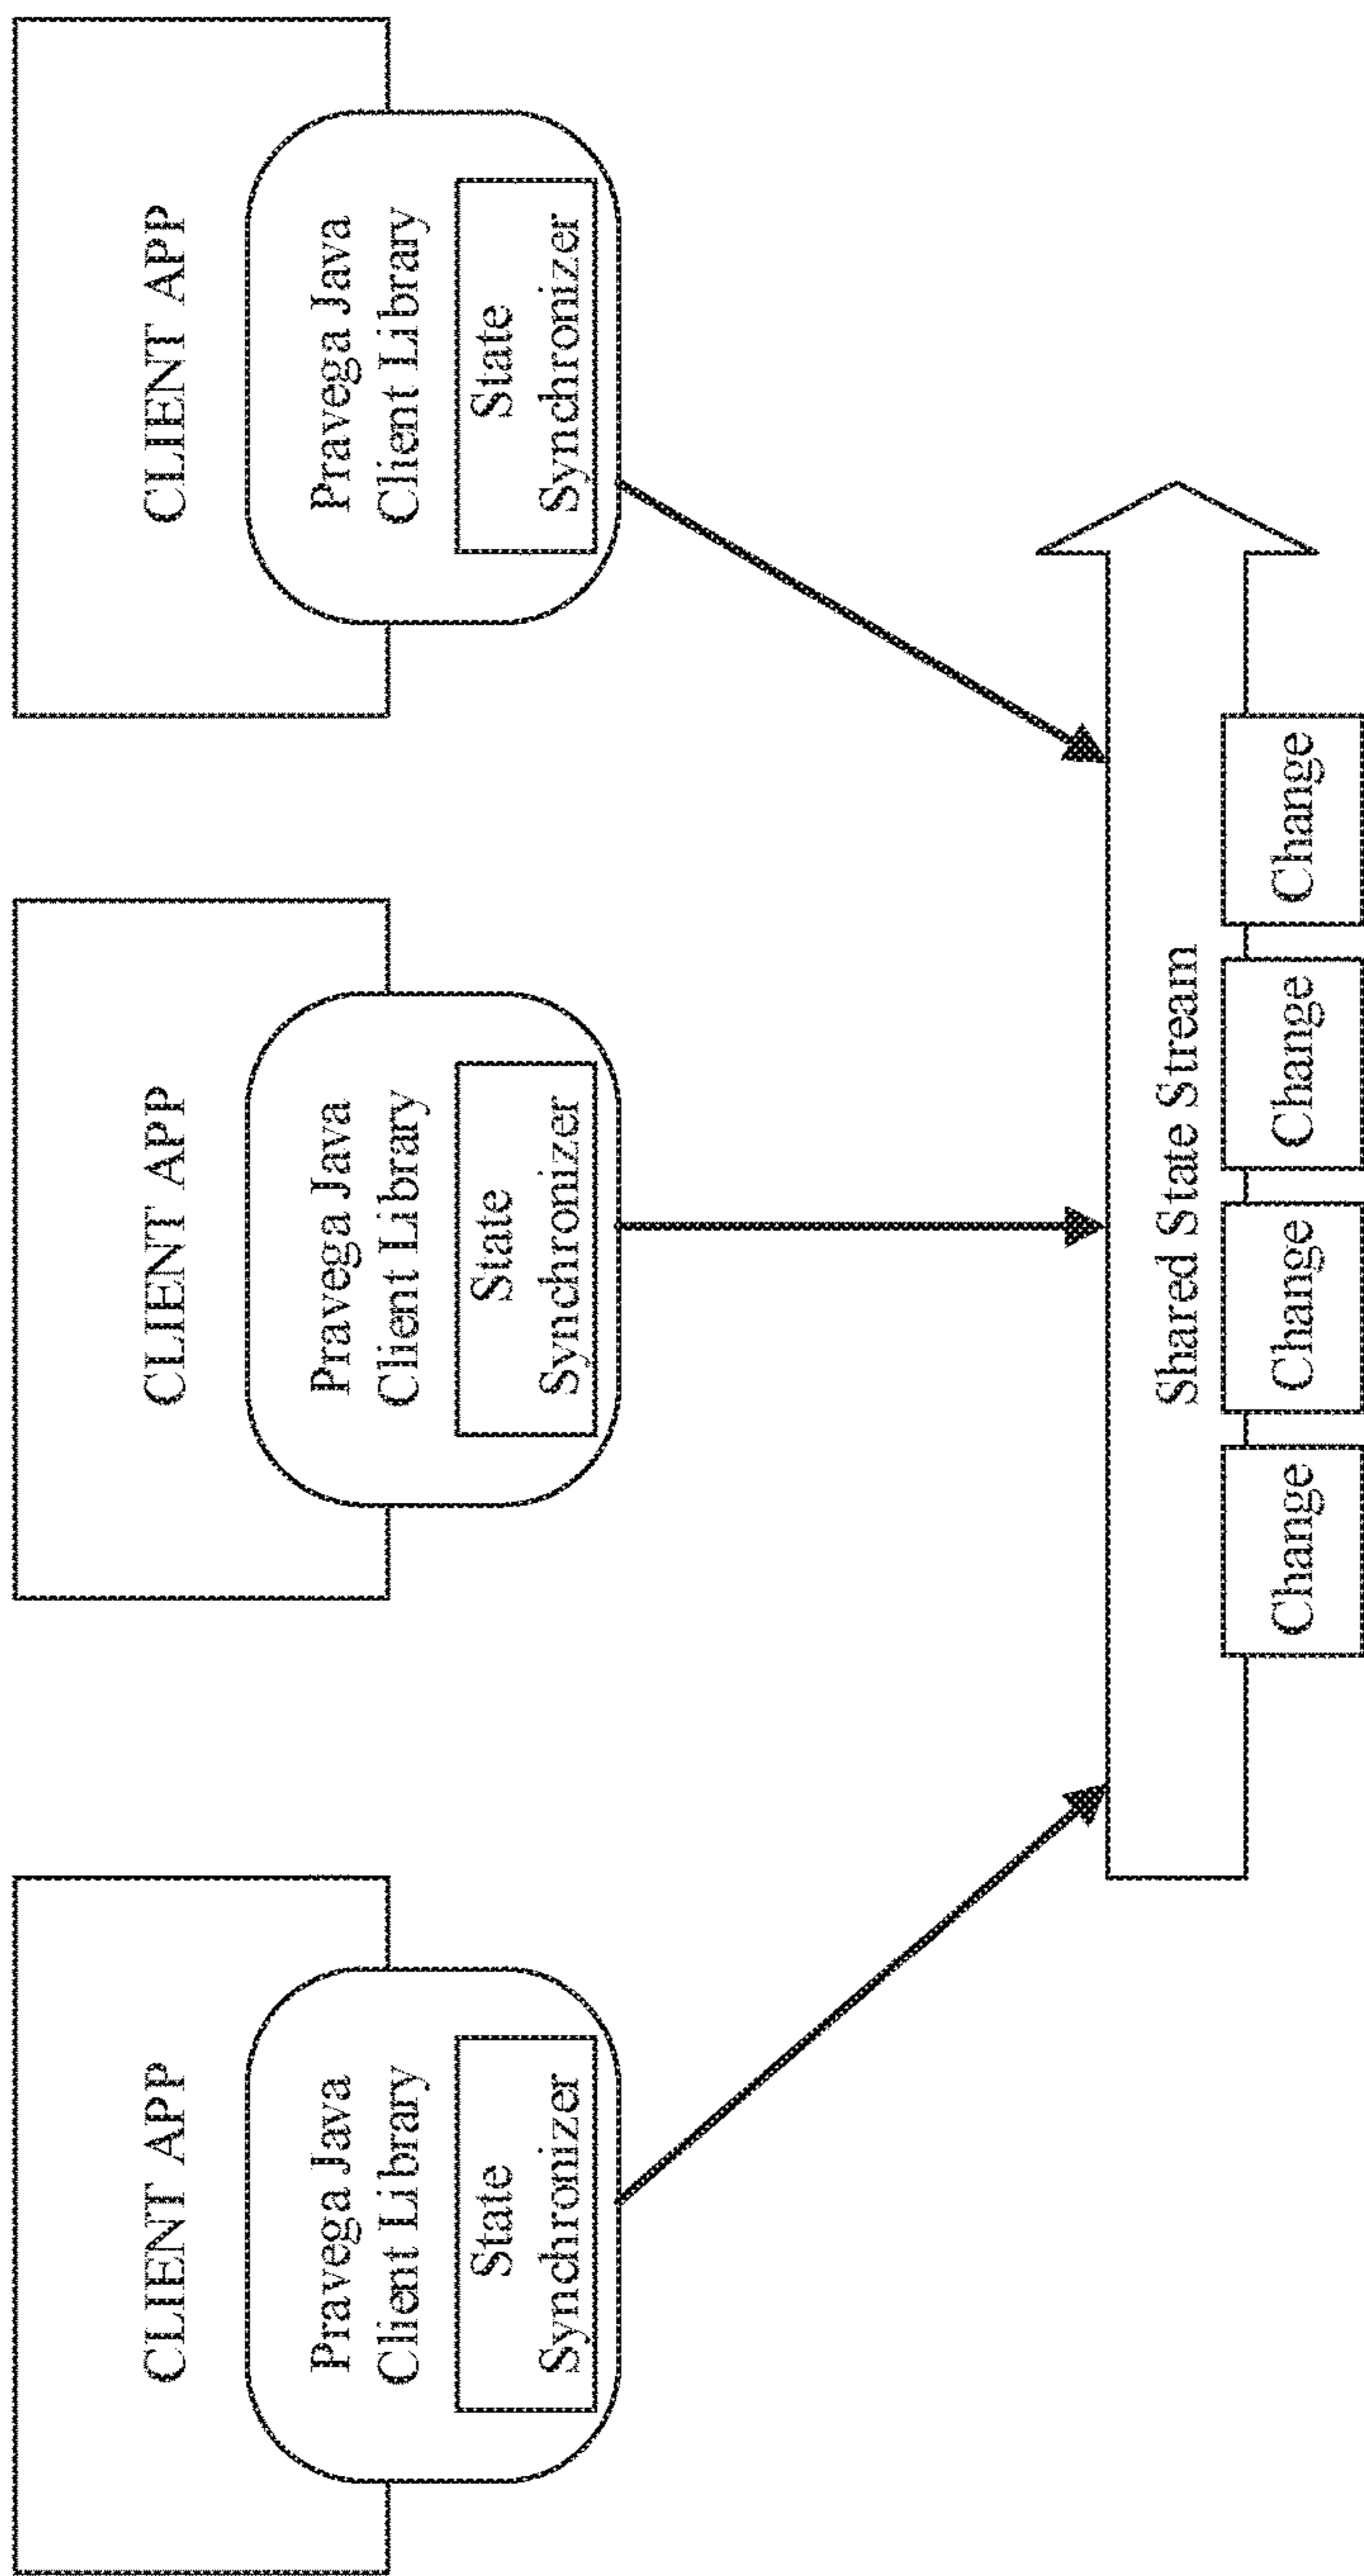 CLIENT APP
Pravega Java
Client Library
State
Synchronizer
CLIENT APP
Pravega Java
Client Library
State
Synchronizer
CLIENT APP
Pravega Java
Client Library
State
Synchronizer
Shared State Stream
Change
Change
Change
Change